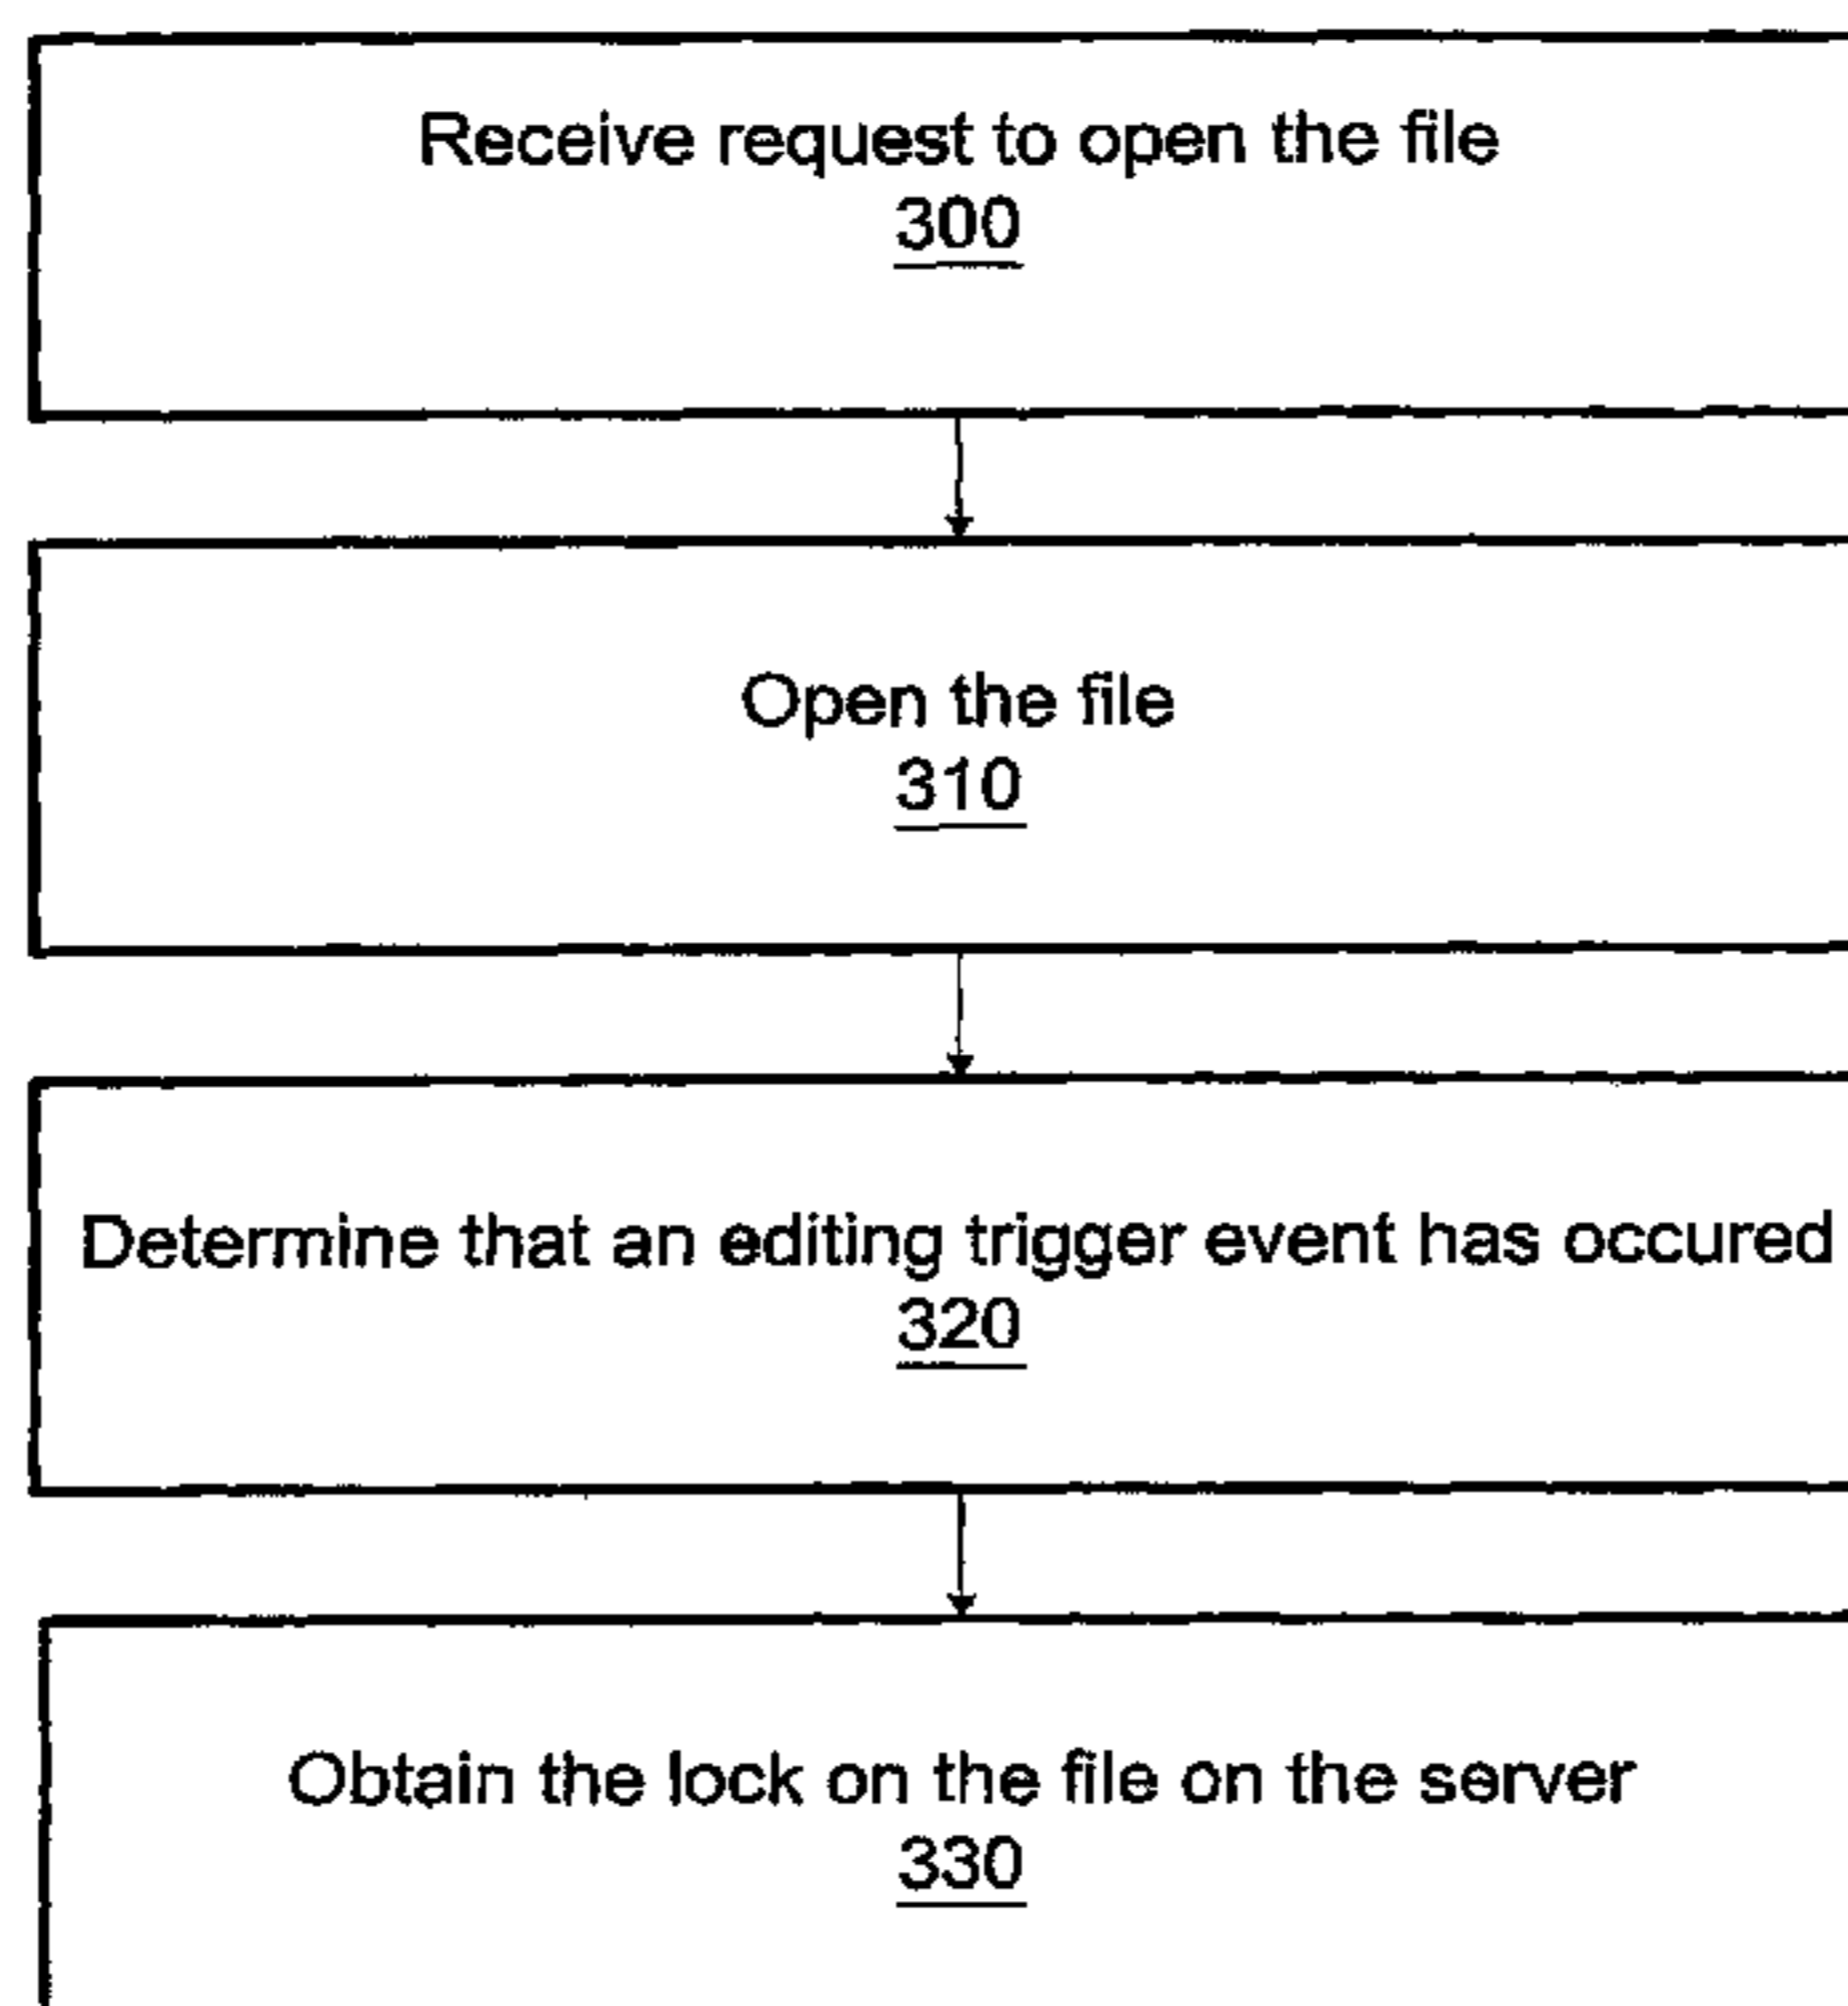 Receive request to open the file
300
Open the file
310
Determine that an editing trigger event has occured
320
Obtain the lock on the file on the server
330